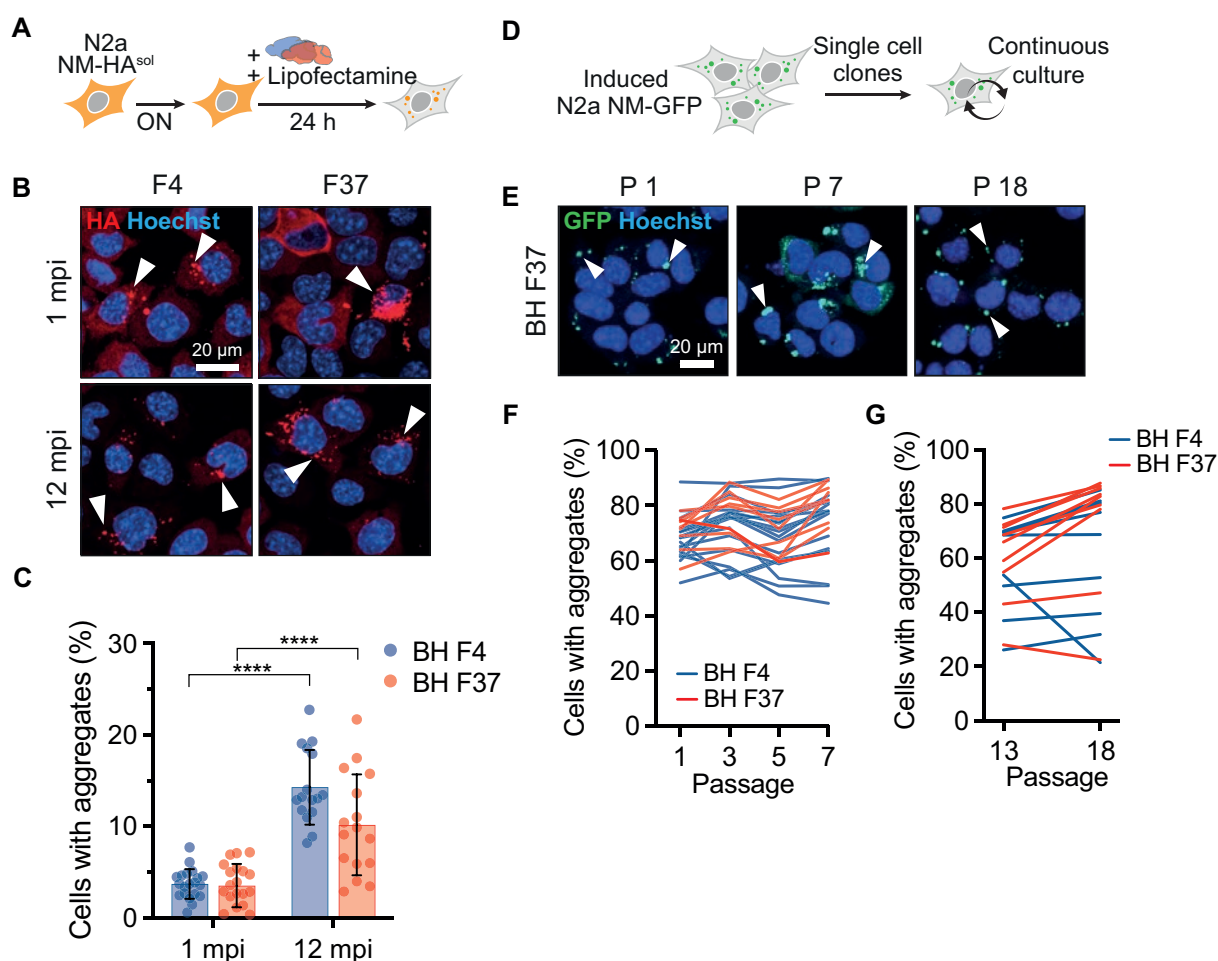 A
N2a
NM-HAsol
+
+ Lipofectamine
ON
24 h
D
Induced
N2a NM-GFP
Single cell
clones
Continuous
culture
B
F4
F37
HA Hoechst
1 mpi
20 µm
12 mpi
E
P 1
P 7
P 18
GFP Hoechst
BH F37
20 µm
C
Cells with aggregates (%)
30
20
10
0
****
****
BH F4
BH F37
1 mpi
12 mpi
F
Cells with aggregates (%)
100
80
60
40
20
0
BH F4
BH F37
1 3 5 7
Passage
G
Cells with aggregates (%)
100
80
60
40
20
0
BH F4
BH F37
13 18
Passage